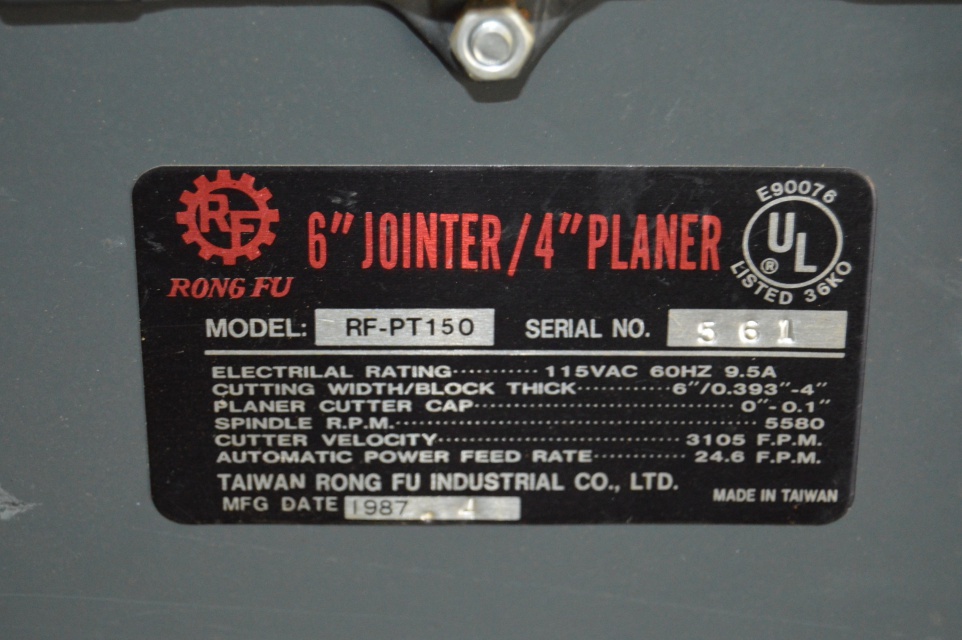 RF
RONG FU
6" JOINTER/4" PLANER
E90076
UL
®
LISTED 36KO
MODEL: RF-PT150 SERIAL NO. 561
ELECTRILAL RATING··········· 115VAC 60HZ 9.5A
CUTTING WIDTH/BLOCK THICK············ 6"/0.393"-4"
PLANER CUTTER CAP································· 0"-0.1"
SPINDLE R.P.M.············································· 5580
CUTTER VELOCITY······························ 3105 F.P.M.
AUTOMATIC POWER FEED RATE············ 24.6 F.P.M.
TAIWAN RONG FU INDUSTRIAL CO., LTD.
MFG DATE 1987. 4
MADE IN TAIWAN